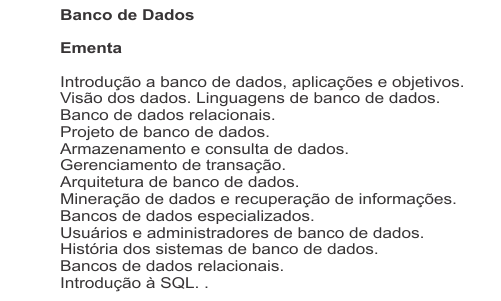 Banco de Dados
Ementa
Introdução a banco de dados, aplicações e objetivos.
Visão dos dados. Linguagens de banco de dados.
Banco de dados relacionais.
Projeto de banco de dados.
Armazenamento e consulta de dados.
Gerenciamento de transação.
Arquitetura de banco de dados.
Mineração de dados e recuperação de informações.
Bancos de dados especializados.
Usuários e administradores de banco de dados.
História dos sistemas de banco de dados.
Bancos de dados relacionais.
Introdução à SQL. .